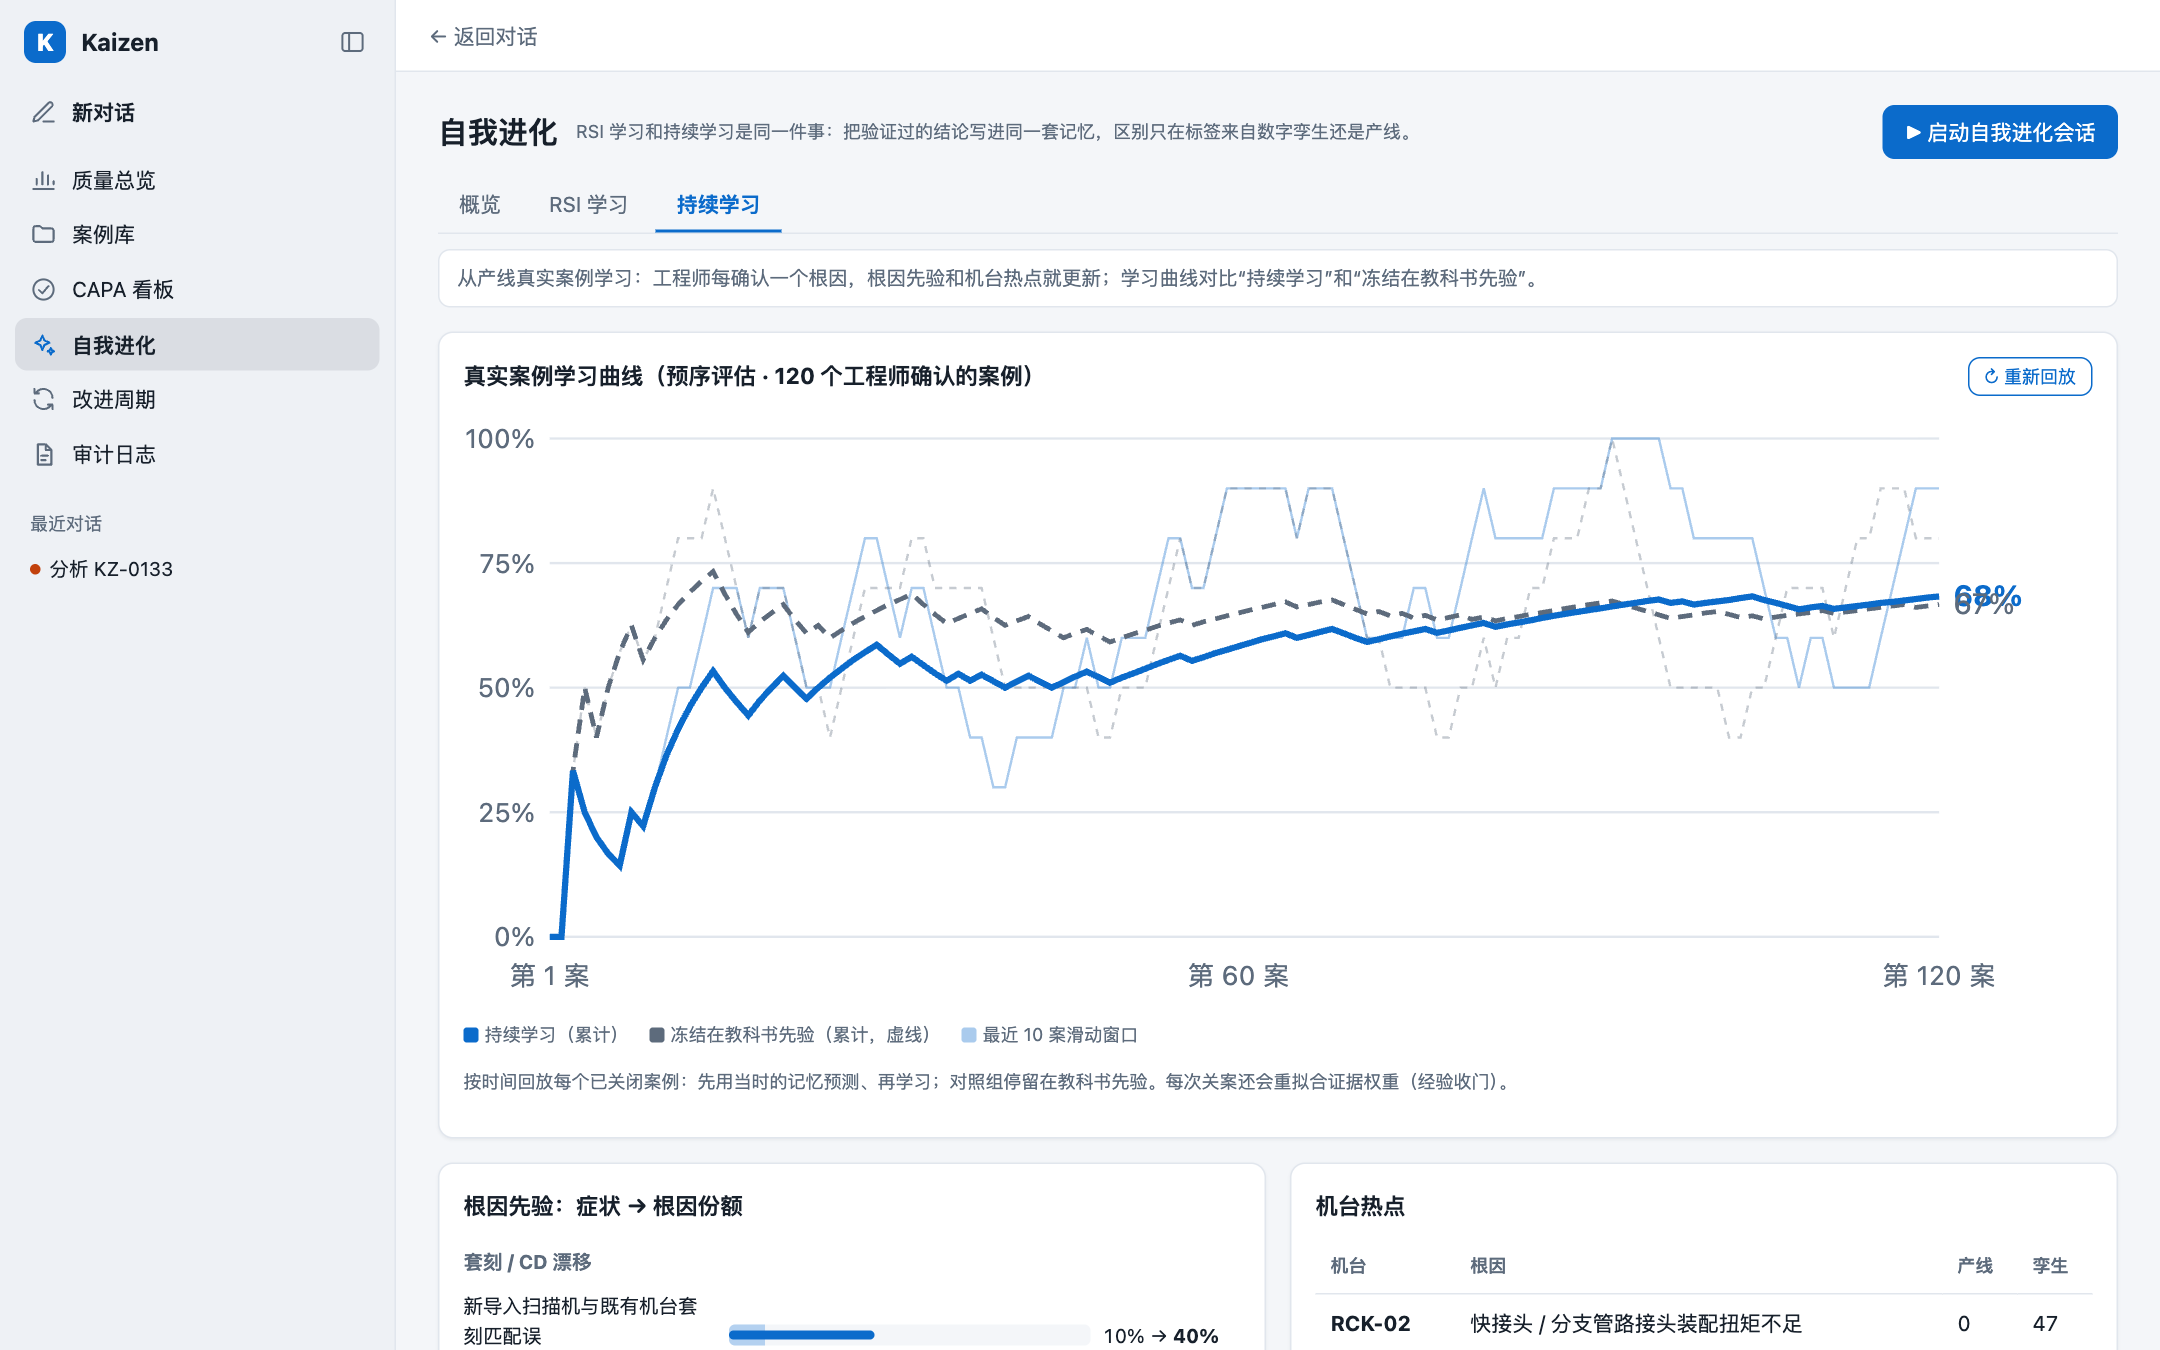 K Kaizen
新对话
质量总览
案例库
CAPA 看板
自我进化
改进周期
审计日志
最近对话
分析 KZ-0133
← 返回对话
自我进化
RSI 学习和持续学习是同一件事：把验证过的结论写进同一套记忆，区别只在标签来自数字孪生还是产线。
▶ 启动自我进化会话
概览
RSI 学习
持续学习
从产线真实案例学习：工程师每确认一个根因，根因先验和机台热点就更新；学习曲线对比“持续学习”和“冻结在教科书先验”。
真实案例学习曲线（预序评估 · 120 个工程师确认的案例）
↻ 重新回放
100%
75%
50%
25%
0%
68%
67%
第 1 案
第 60 案
第 120 案
持续学习（累计）
冻结在教科书先验（累计，虚线）
最近 10 案滑动窗口
按时间回放每个已关闭案例：先用当时的记忆预测、再学习；对照组停留在教科书先验。每次关案还会重拟合证据权重（经验收门）。
根因先验：症状 → 根因份额
套刻 / CD 漂移
新导入扫描机与既有机台套
刻匹配误
10% → 40%
机台热点
机台 根因 产线 孪生
RCK-02 快接头 / 分支管路接头装配扭矩不足 0 47